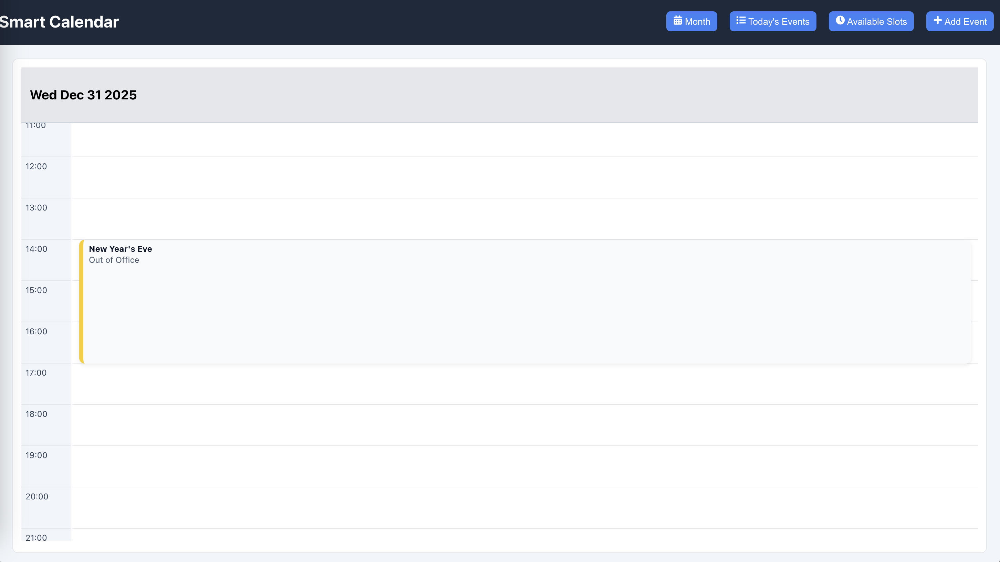 Smart Calendar
Month
Today's Events
Available Slots
Add Event
Wed Dec 31 2025
11:00
12:00
13:00
14:00
New Year's Eve
Out of Office
15:00
16:00
17:00
18:00
19:00
20:00
21:00